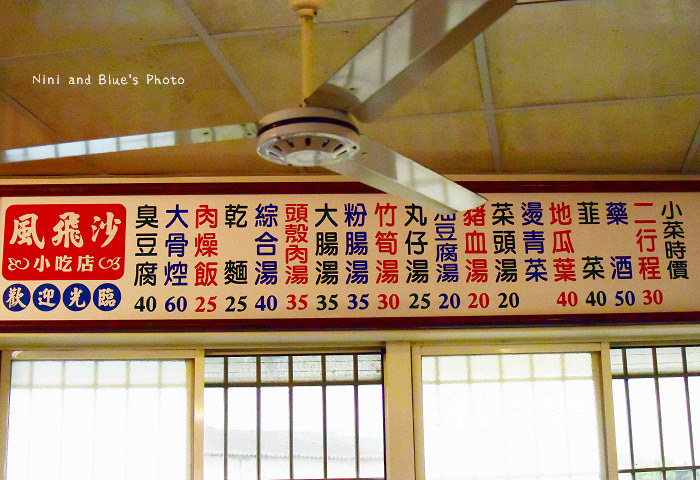 Nini and Blue's Photo
風飛沙
小吃店
歡迎光臨
臭豆腐 40
大骨焢 60
肉燥飯 25
乾麵 25
綜合湯 40
頭殼肉湯 35
大腸湯 35
粉腸湯 35
竹筍湯 30
丸仔湯 25
豆腐湯 20
豬血湯 20
菜頭湯 20
燙青菜
地瓜葉 40
韮菜 40
藥酒 50
二行程 30
小菜時價